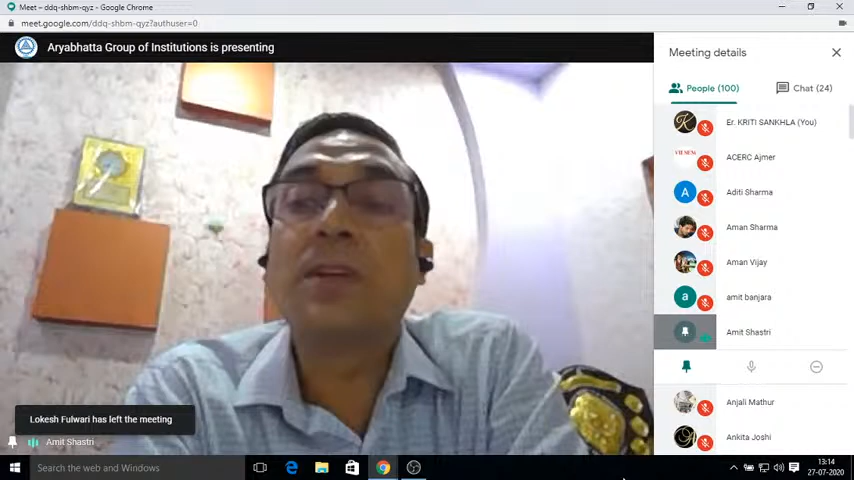 Meet – ddq-shbm-qyz - Google Chrome
meet.google.com/ddq-shbm-qyz?authuser=0
Aryabhatta Group of Institutions is presenting
Meeting details
People (100)
Chat (24)
Er. KRITI SANKHLA (You)
ACERC Ajmer
A
Aditi Sharma
Aman Sharma
Aman Vijay
a
amit banjara
Amit Shastri
Anjali Mathur
Ankita Joshi
Lokesh Fulwari has left the meeting
Amit Shastri
Search the web and Windows
13:14
27-07-2020